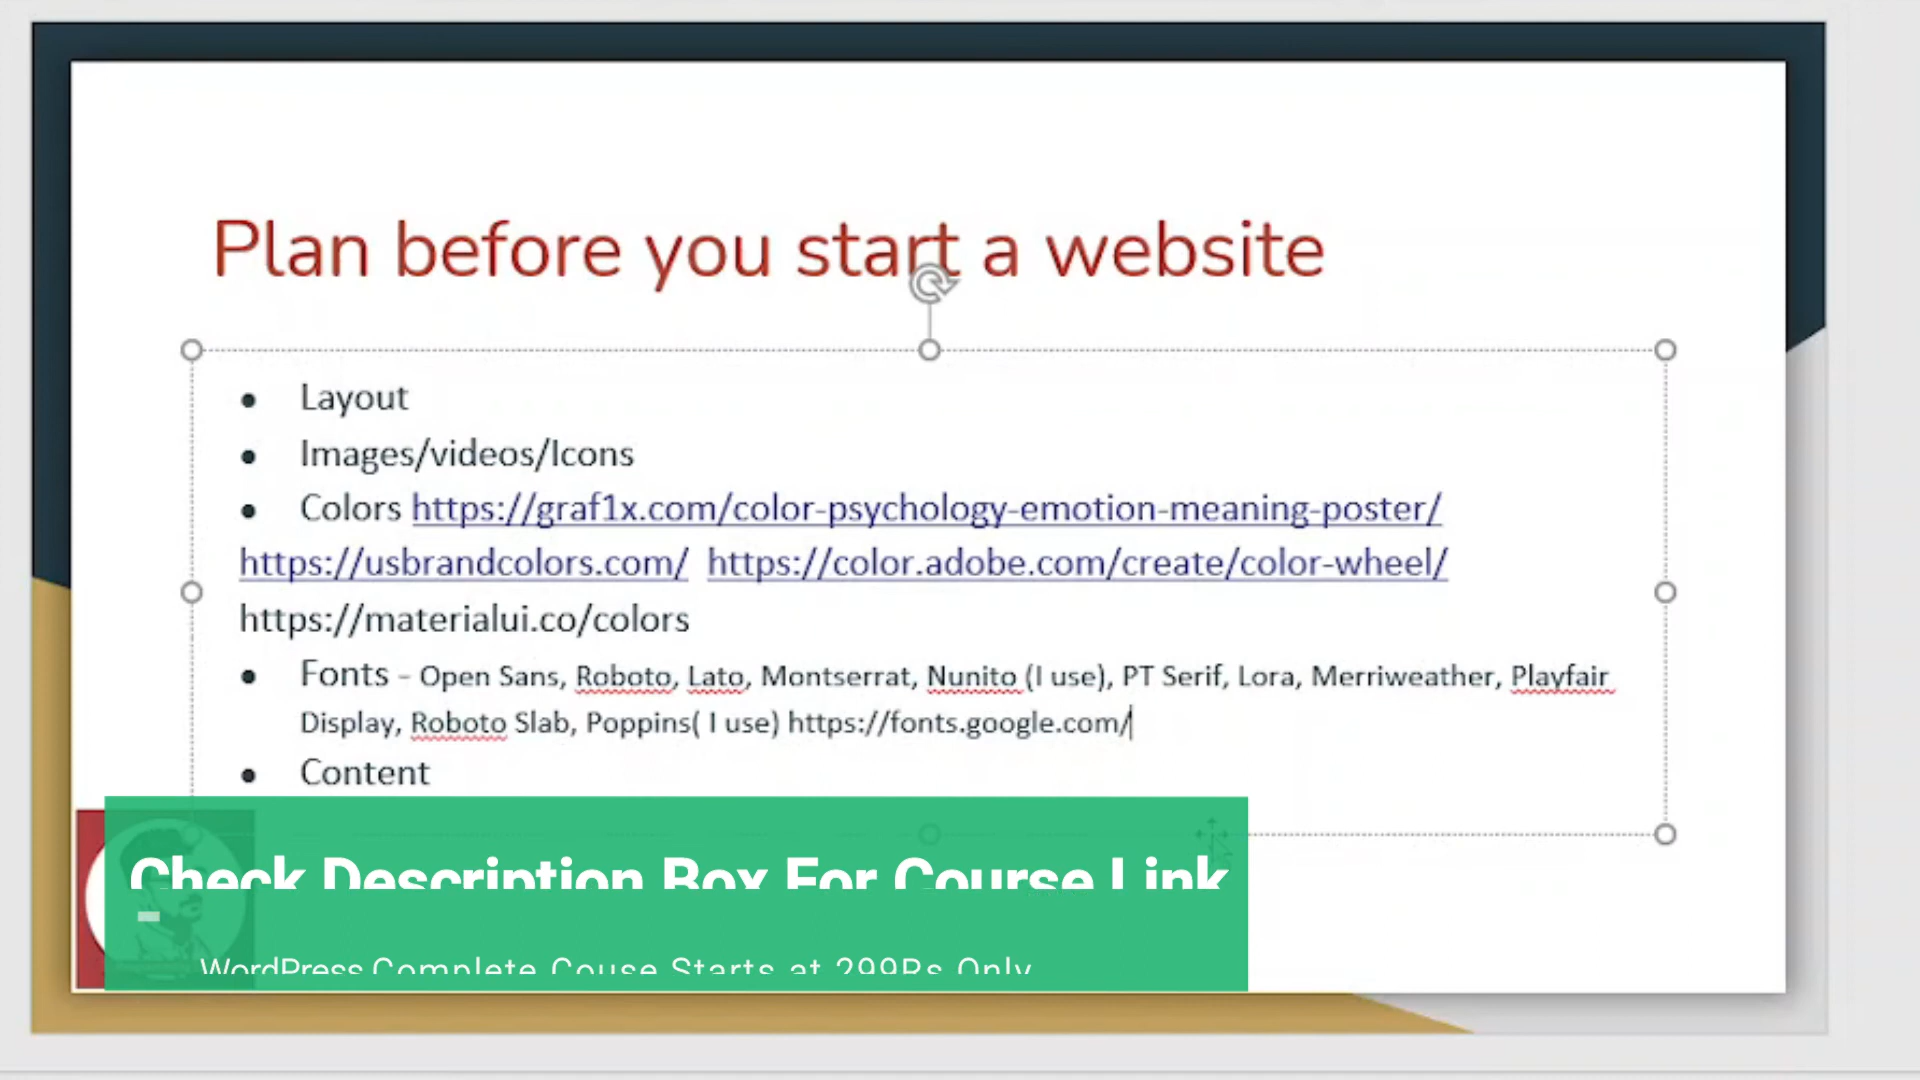 Plan before you start a website
Layout
Images/videos/Icons
Colors https://graf1x.com/color-psychology-emotion-meaning-poster/
https://usbrandcolors.com/ https://color.adobe.com/create/color-wheel/
https://materialui.co/colors
Fonts – Open Sans, Roboto, Lato, Montserrat, Nunito (I use), PT Serif, Lora, Merriweather, Playfair
Display, Roboto Slab, Poppins( I use) https://fonts.google.com/
Content
Check Description Box For Course Link
WordPress Complete Couse Starts at 299Rs Only